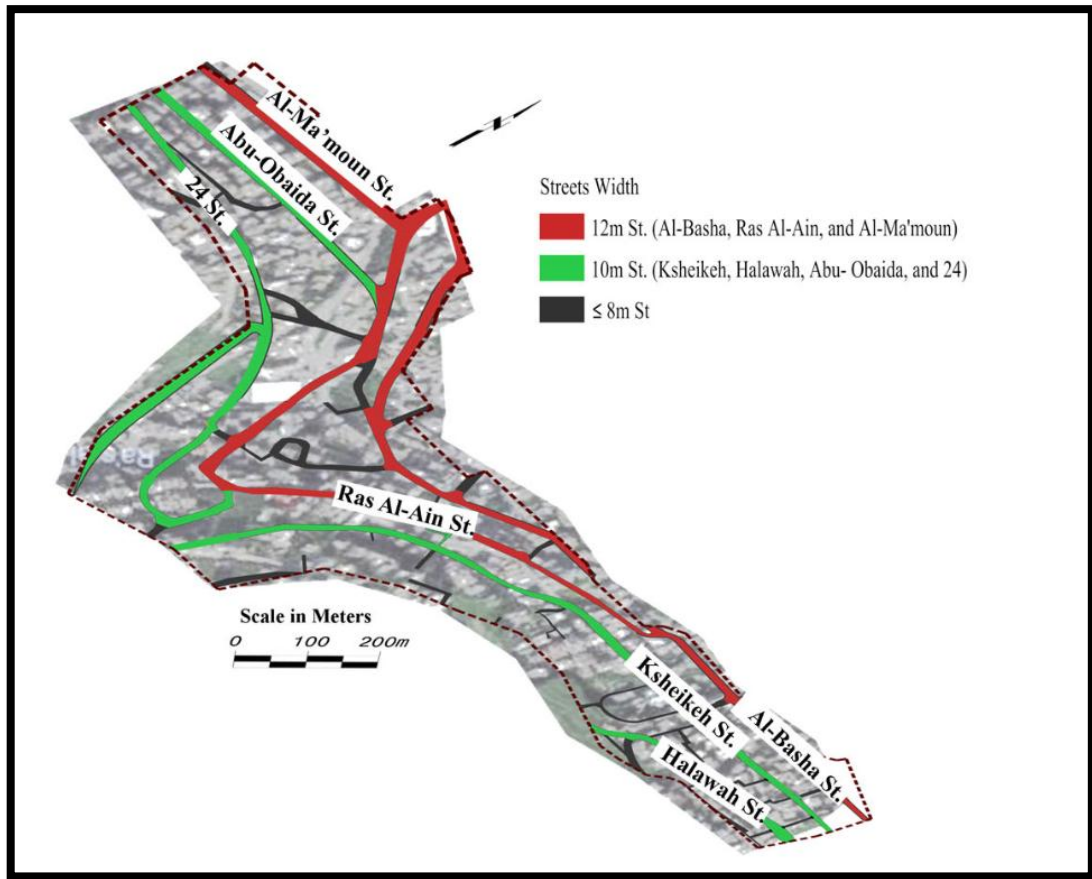 Al-Ma'moun St.
Abu-Obaida St.
24 St.
Streets Width
12m St. (Al-Basha, Ras Al-Ain, and Al-Ma'moun)
10m St. (Ksheikeh, Halawah, Abu- Obaida, and 24)
≤ 8m St
Ras Al-Ain St.
Scale in Meters
0 100 200m
Ksheikeh St.
Al-Basha St.
Halawah St.